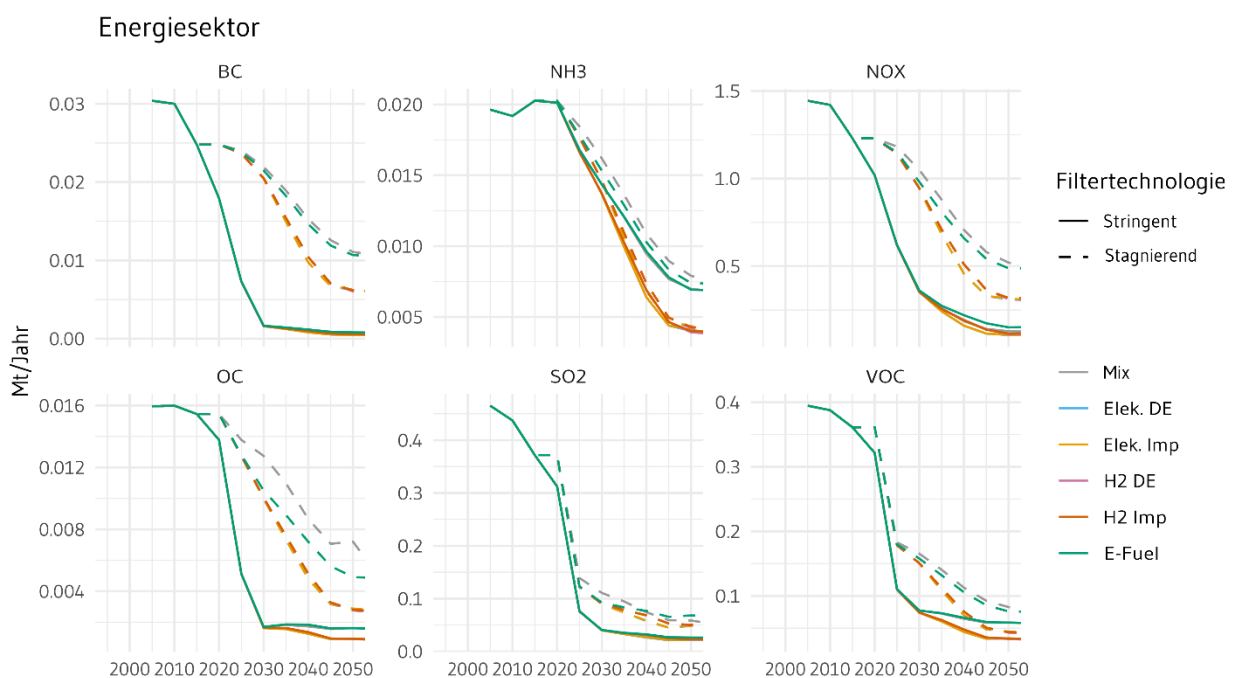 Energiesektor
BC
NH3
NOX
0.03
0.02
0.01
0.00
0.020
0.015
0.010
0.005
1.5
1.0
0.5
Mt/Jahr
OC
SO2
VOC
0.016
0.012
0.008
0.004
0.4
0.3
0.2
0.1
0.0
0.4
0.3
0.2
0.1
2000 2010 2020 2030 2040 2050
2000 2010 2020 2030 2040 2050
2000 2010 2020 2030 2040 2050
Filtertechnologie
Stringent
Stagnierend
Mix
Elek. DE
Elek. Imp
H2 DE
H2 Imp
E-Fuel